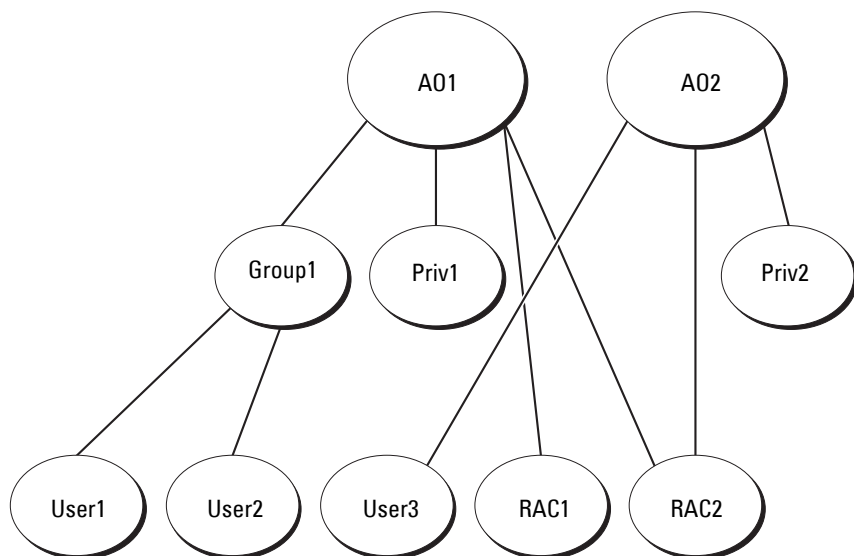 AO1
AO2
Group1
Priv1
Priv2
User1
User2
User3
RAC1
RAC2